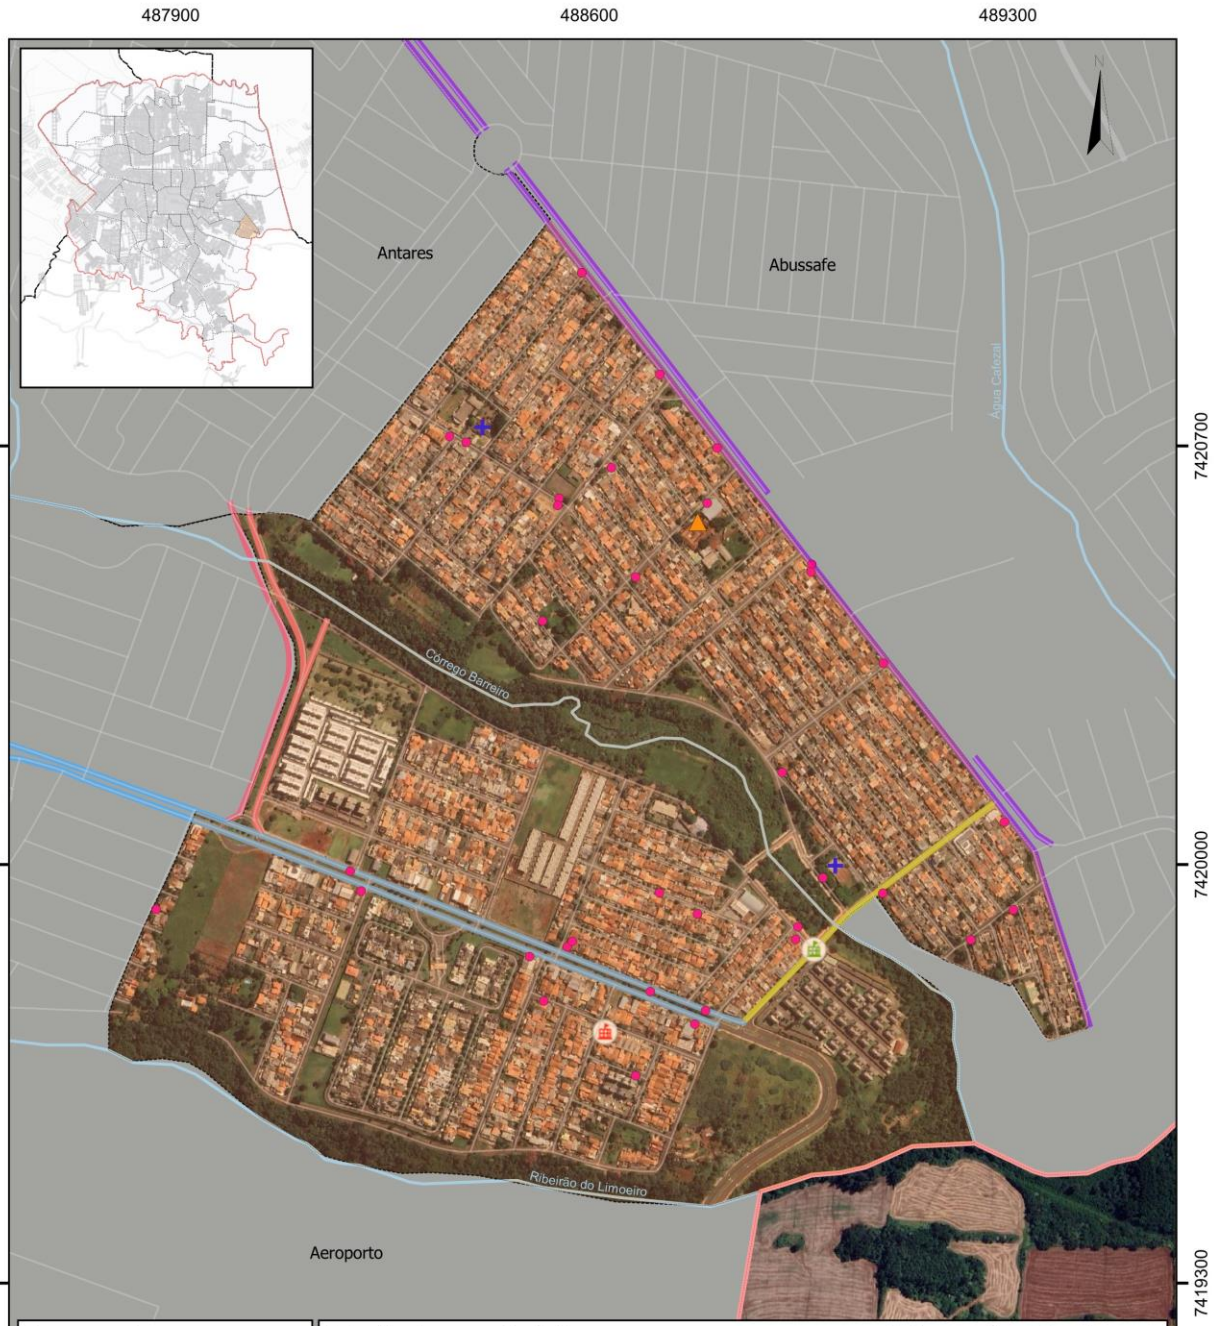 487900
488600
489300
N
Antares
Abussafe
Água Cafezal
7420700
Córrego Barreiro
7420000
Ribeirão do Limoeiro
Aeroporto
7419300